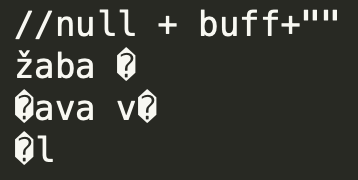 //null + buff+""
žaba �
�ava v�
�l